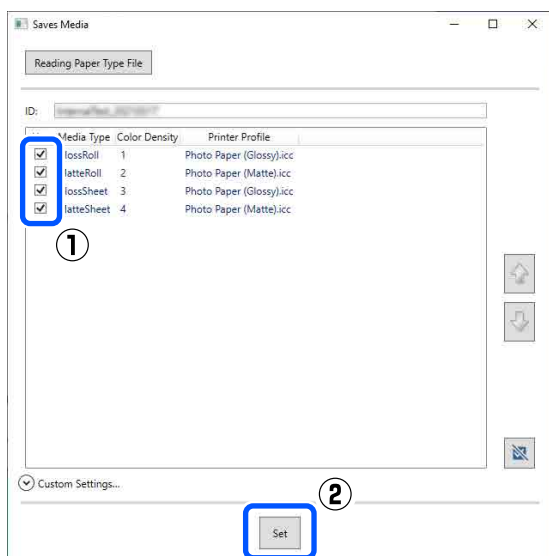 Saves Media
Reading Paper Type File
ID:
Media Type Color Density Printer Profile
lossRoll 1 Photo Paper (Glossy).icc
latteRoll 2 Photo Paper (Matte).icc
lossSheet 3 Photo Paper (Glossy).icc
latteSheet 4 Photo Paper (Matte).icc
①
Custom Settings...
②
Set